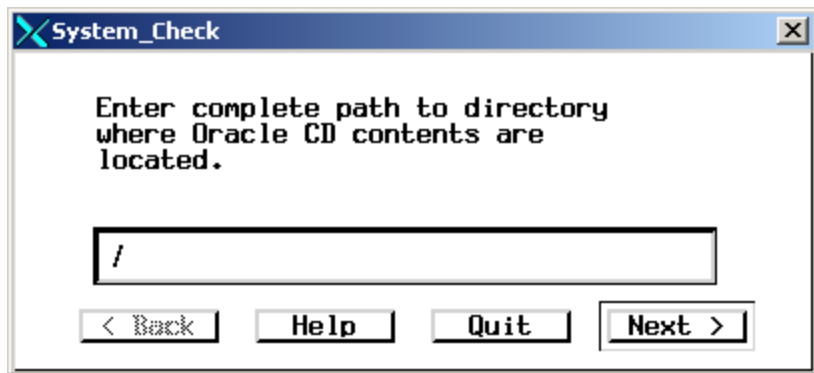 System_Check
Enter complete path to directory
where Oracle CD contents are
located.
/
< Back Help Quit Next >